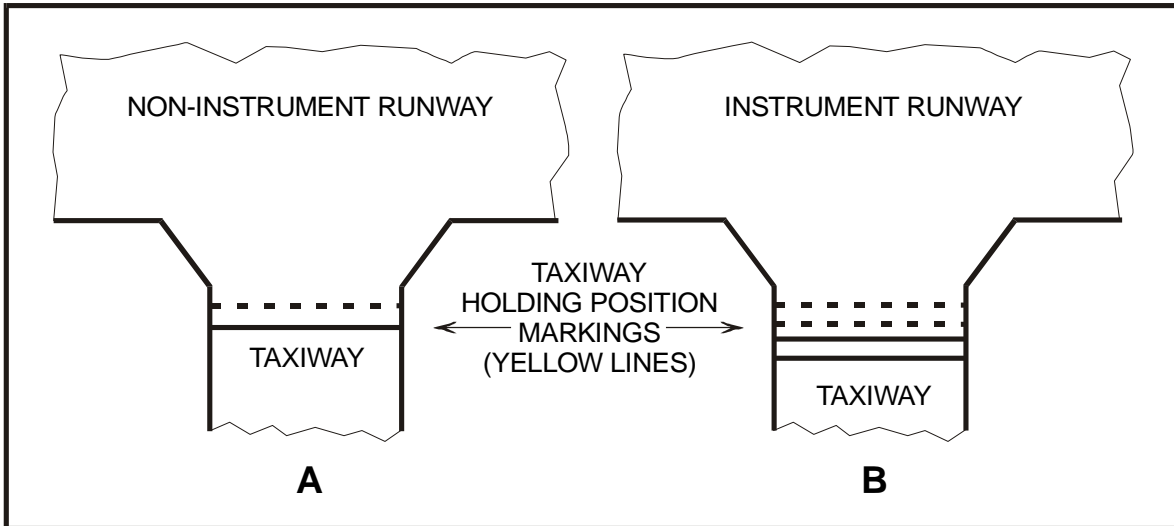 NON-INSTRUMENT RUNWAY
INSTRUMENT RUNWAY
TAXIWAY
HOLDING POSITION
MARKINGS
(YELLOW LINES)
TAXIWAY
TAXIWAY
A
B